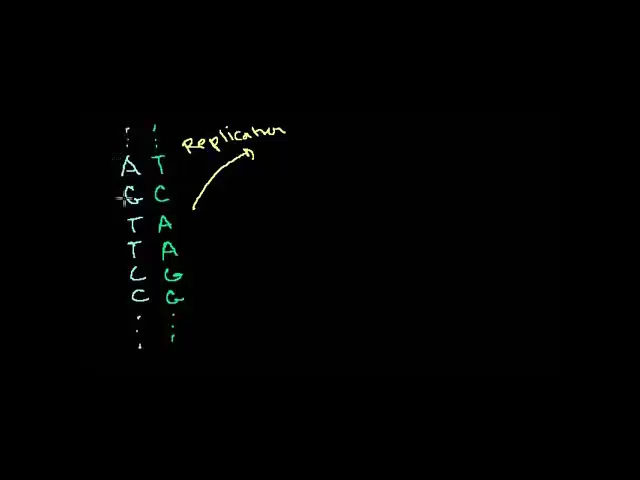 Replication
A T
G C
T A
T A
C G
C G